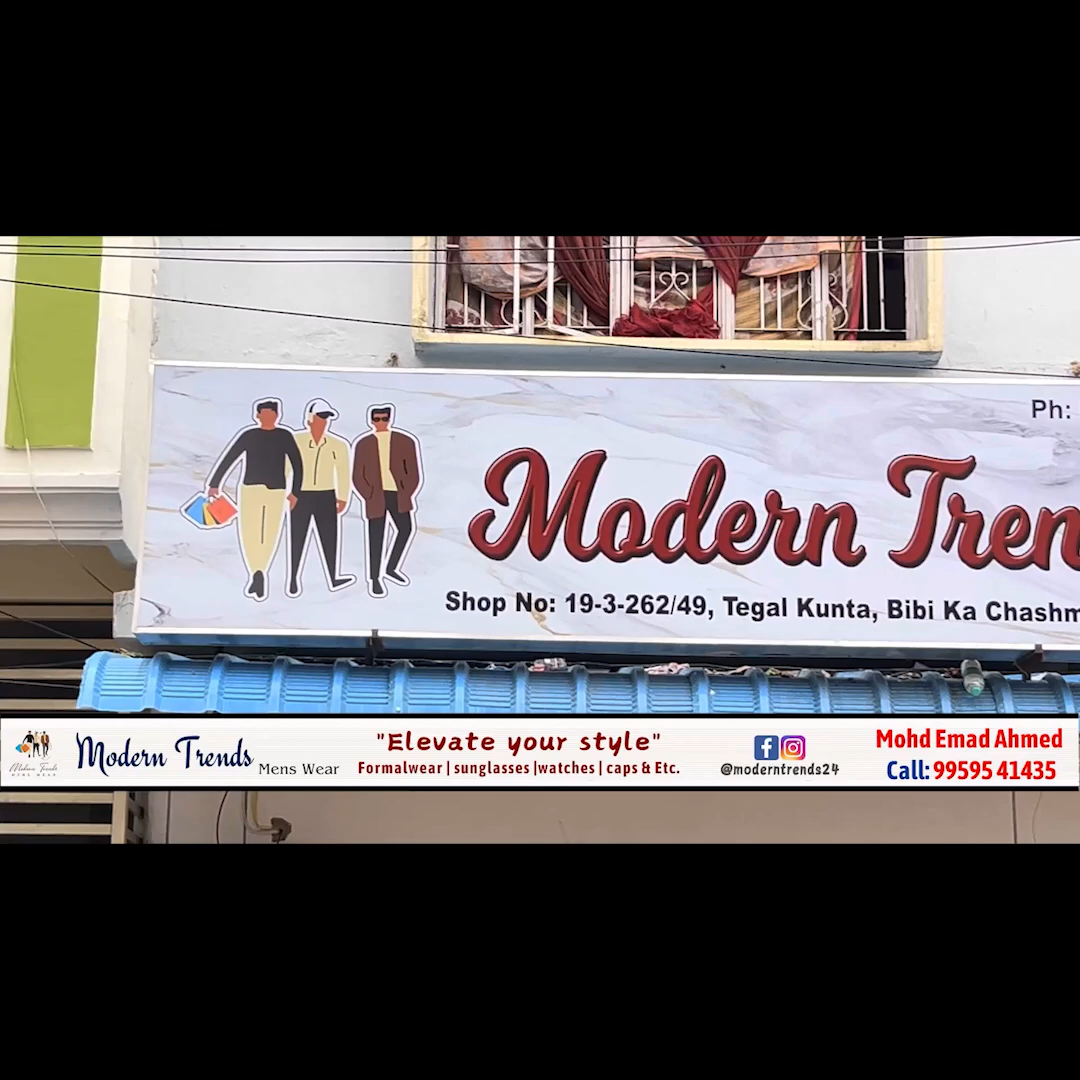 Ph:
Modern Tren
Shop No: 19-3-262/49, Tegal Kunta, Bibi Ka Chashm
Modern Trends Mens Wear
"Elevate your style"
Formalwear | sunglasses |watches | caps & Etc.
@moderntrends24
Mohd Emad Ahmed
Call: 99595 41435